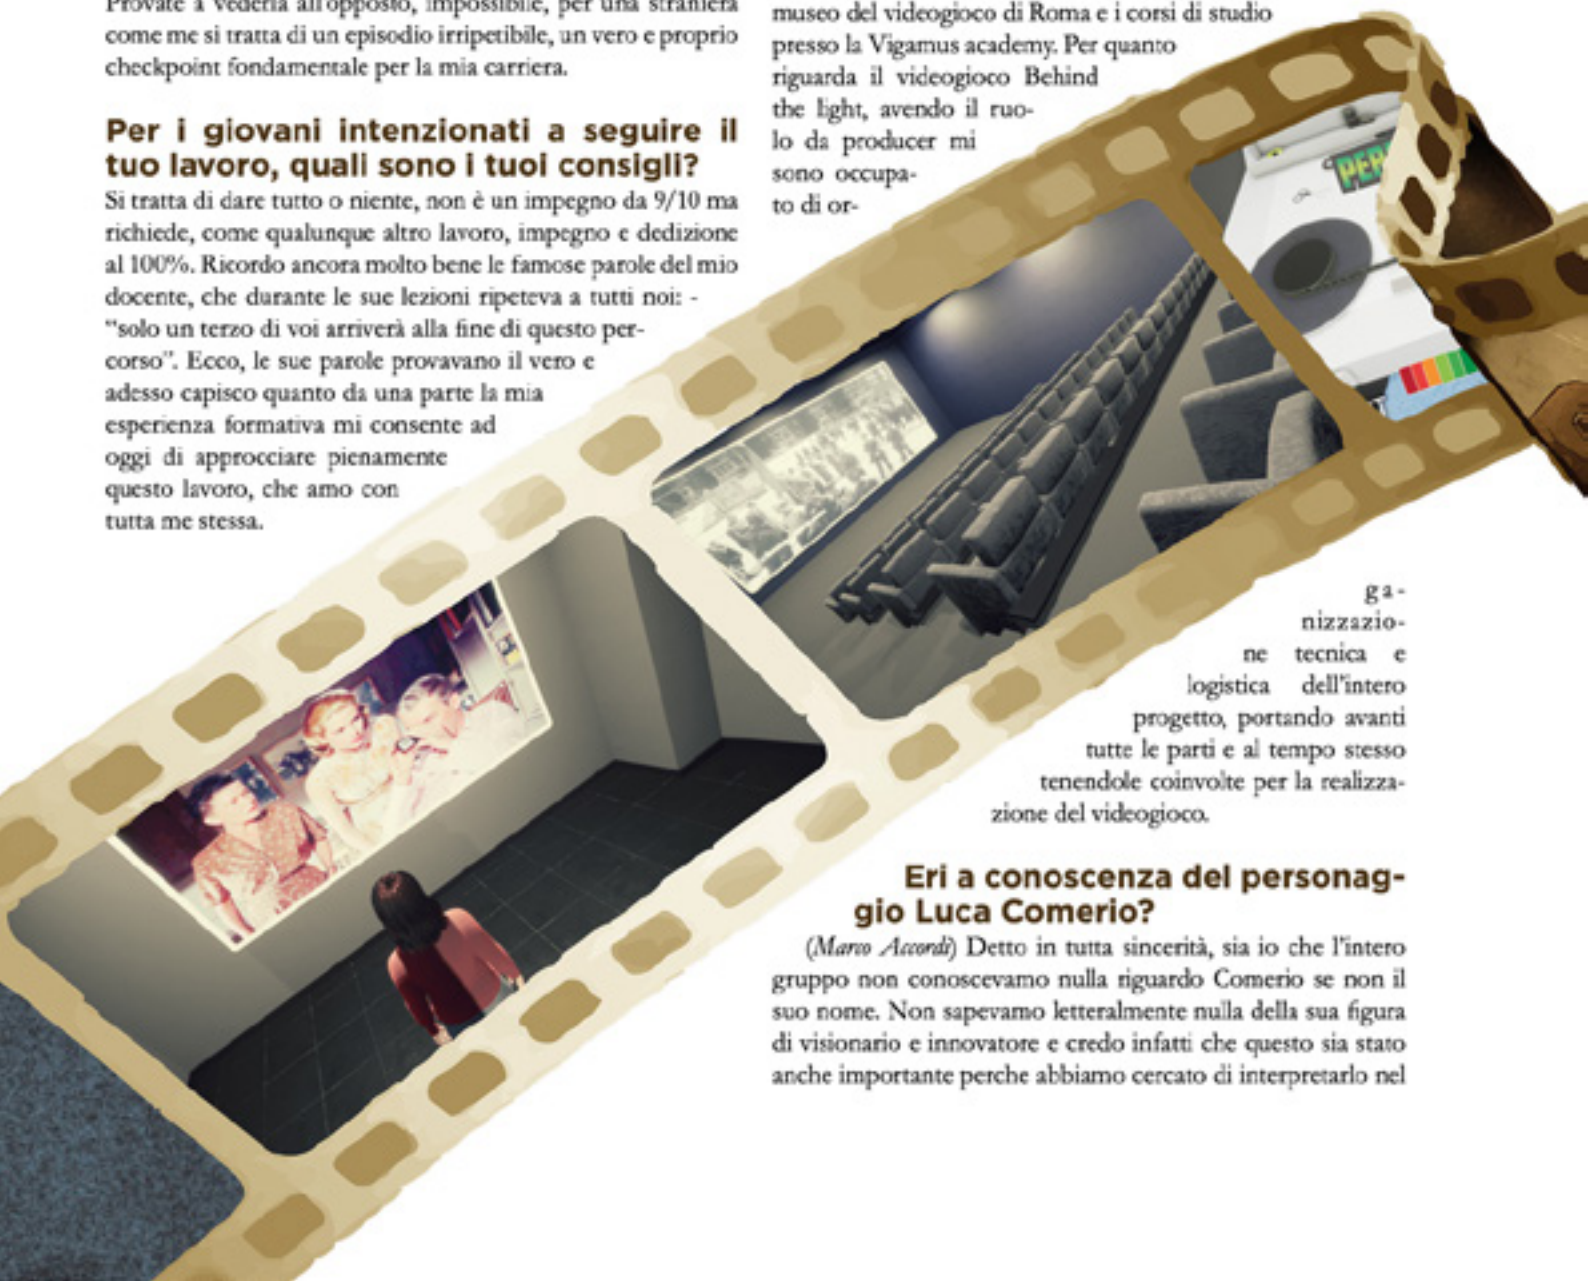 Provate a vederla all'opposto, impossibile, per una straniera
come me si tratta di un episodio irripetibile, un vero e proprio
checkpoint fondamentale per la mia carriera.
Per i giovani intenzionati a seguire il
tuo lavoro, quali sono i tuoi consigli?
Si tratta di dare tutto o niente, non è un impegno da 9/10 ma
richiede, come qualunque altro lavoro, impegno e dedizione
al 100%. Ricordo ancora molto bene le famose parole del mio
docente, che durante le sue lezioni ripeteva a tutti noi: -
"solo un terzo di voi arriverà alla fine di questo per-
corso". Ecco, le sue parole provavano il vero e
adesso capisco quanto da una parte la mia
esperienza formativa mi consente ad
oggi di approcciare pienamente
questo lavoro, che amo con
tutta me stessa.
museo del videogioco di Roma e i corsi di studio
presso la Vigamus academy. Per quanto
riguarda il videogioco Behind
the light, avendo il ruo-
lo da producer mi
sono occupa-
to di or-
ga-
nizzazio-
ne tecnica e
logistica dell'intero
progetto, portando avanti
tutte le parti e al tempo stesso
tenendole coinvolte per la realizza-
zione del videogioco.
Eri a conoscenza del personag-
gio Luca Comerio?
(Marco Accordi) Detto in tutta sincerità, sia io che l'intero
gruppo non conoscevamo nulla riguardo Comerio se non il
suo nome. Non sapevamo letteralmente nulla della sua figura
di visionario e innovatore e credo infatti che questo sia stato
anche importante perche abbiamo cercato di interpretarlo nel